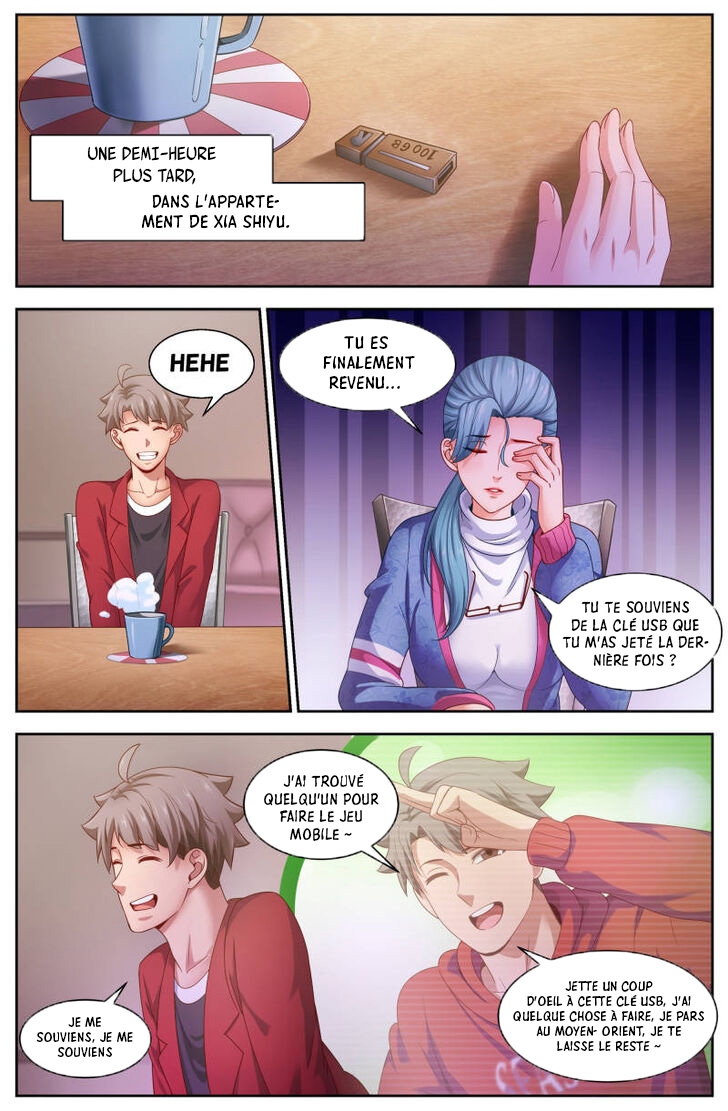 100GB
UNE DEMI-HEURE
PLUS TARD,
DANS L'APPARTE-
MENT DE XIA SHIYU.
HEHE
TU ES
FINALEMENT
REVENU...
TU TE SOUVIENS
DE LA CLÉ USB QUE
TU M'AS JETÉ LA DER-
NIÈRE FOIS ?
J'AI TROUVÉ
QUELQU'UN POUR
FAIRE LE JEU
MOBILE ~
JE ME
SOUVIENS, JE ME
SOUVIENS
JETTE UN COUP
D'OEIL À CETTE CLÉ USB, J'AI
QUELQUE CHOSE À FAIRE, JE PARS
AU MOYEN- ORIENT, JE TE
LAISSE LE RESTE ~